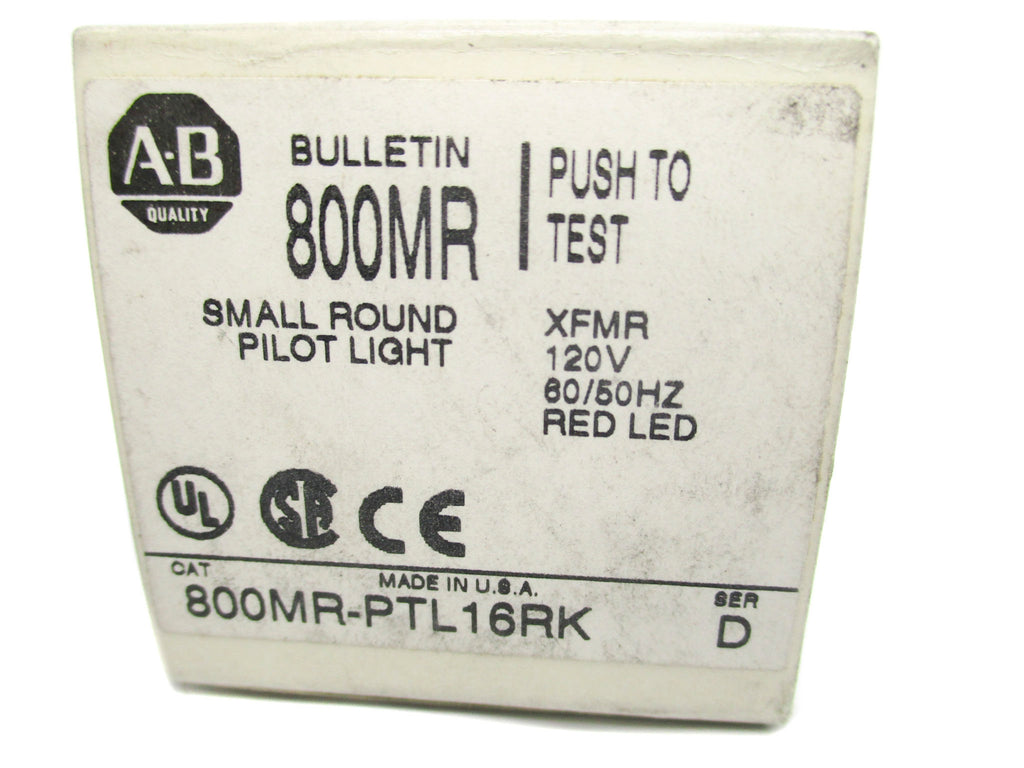 A-B
QUALITY
BULLETIN
800MR
SMALL ROUND
PILOT LIGHT
PUSH TO
TEST
XFMR
120V
60/50HZ
RED LED
UL
SA
CE
CAT
MADE IN U.S.A.
800MR-PTL16RK
SER
D